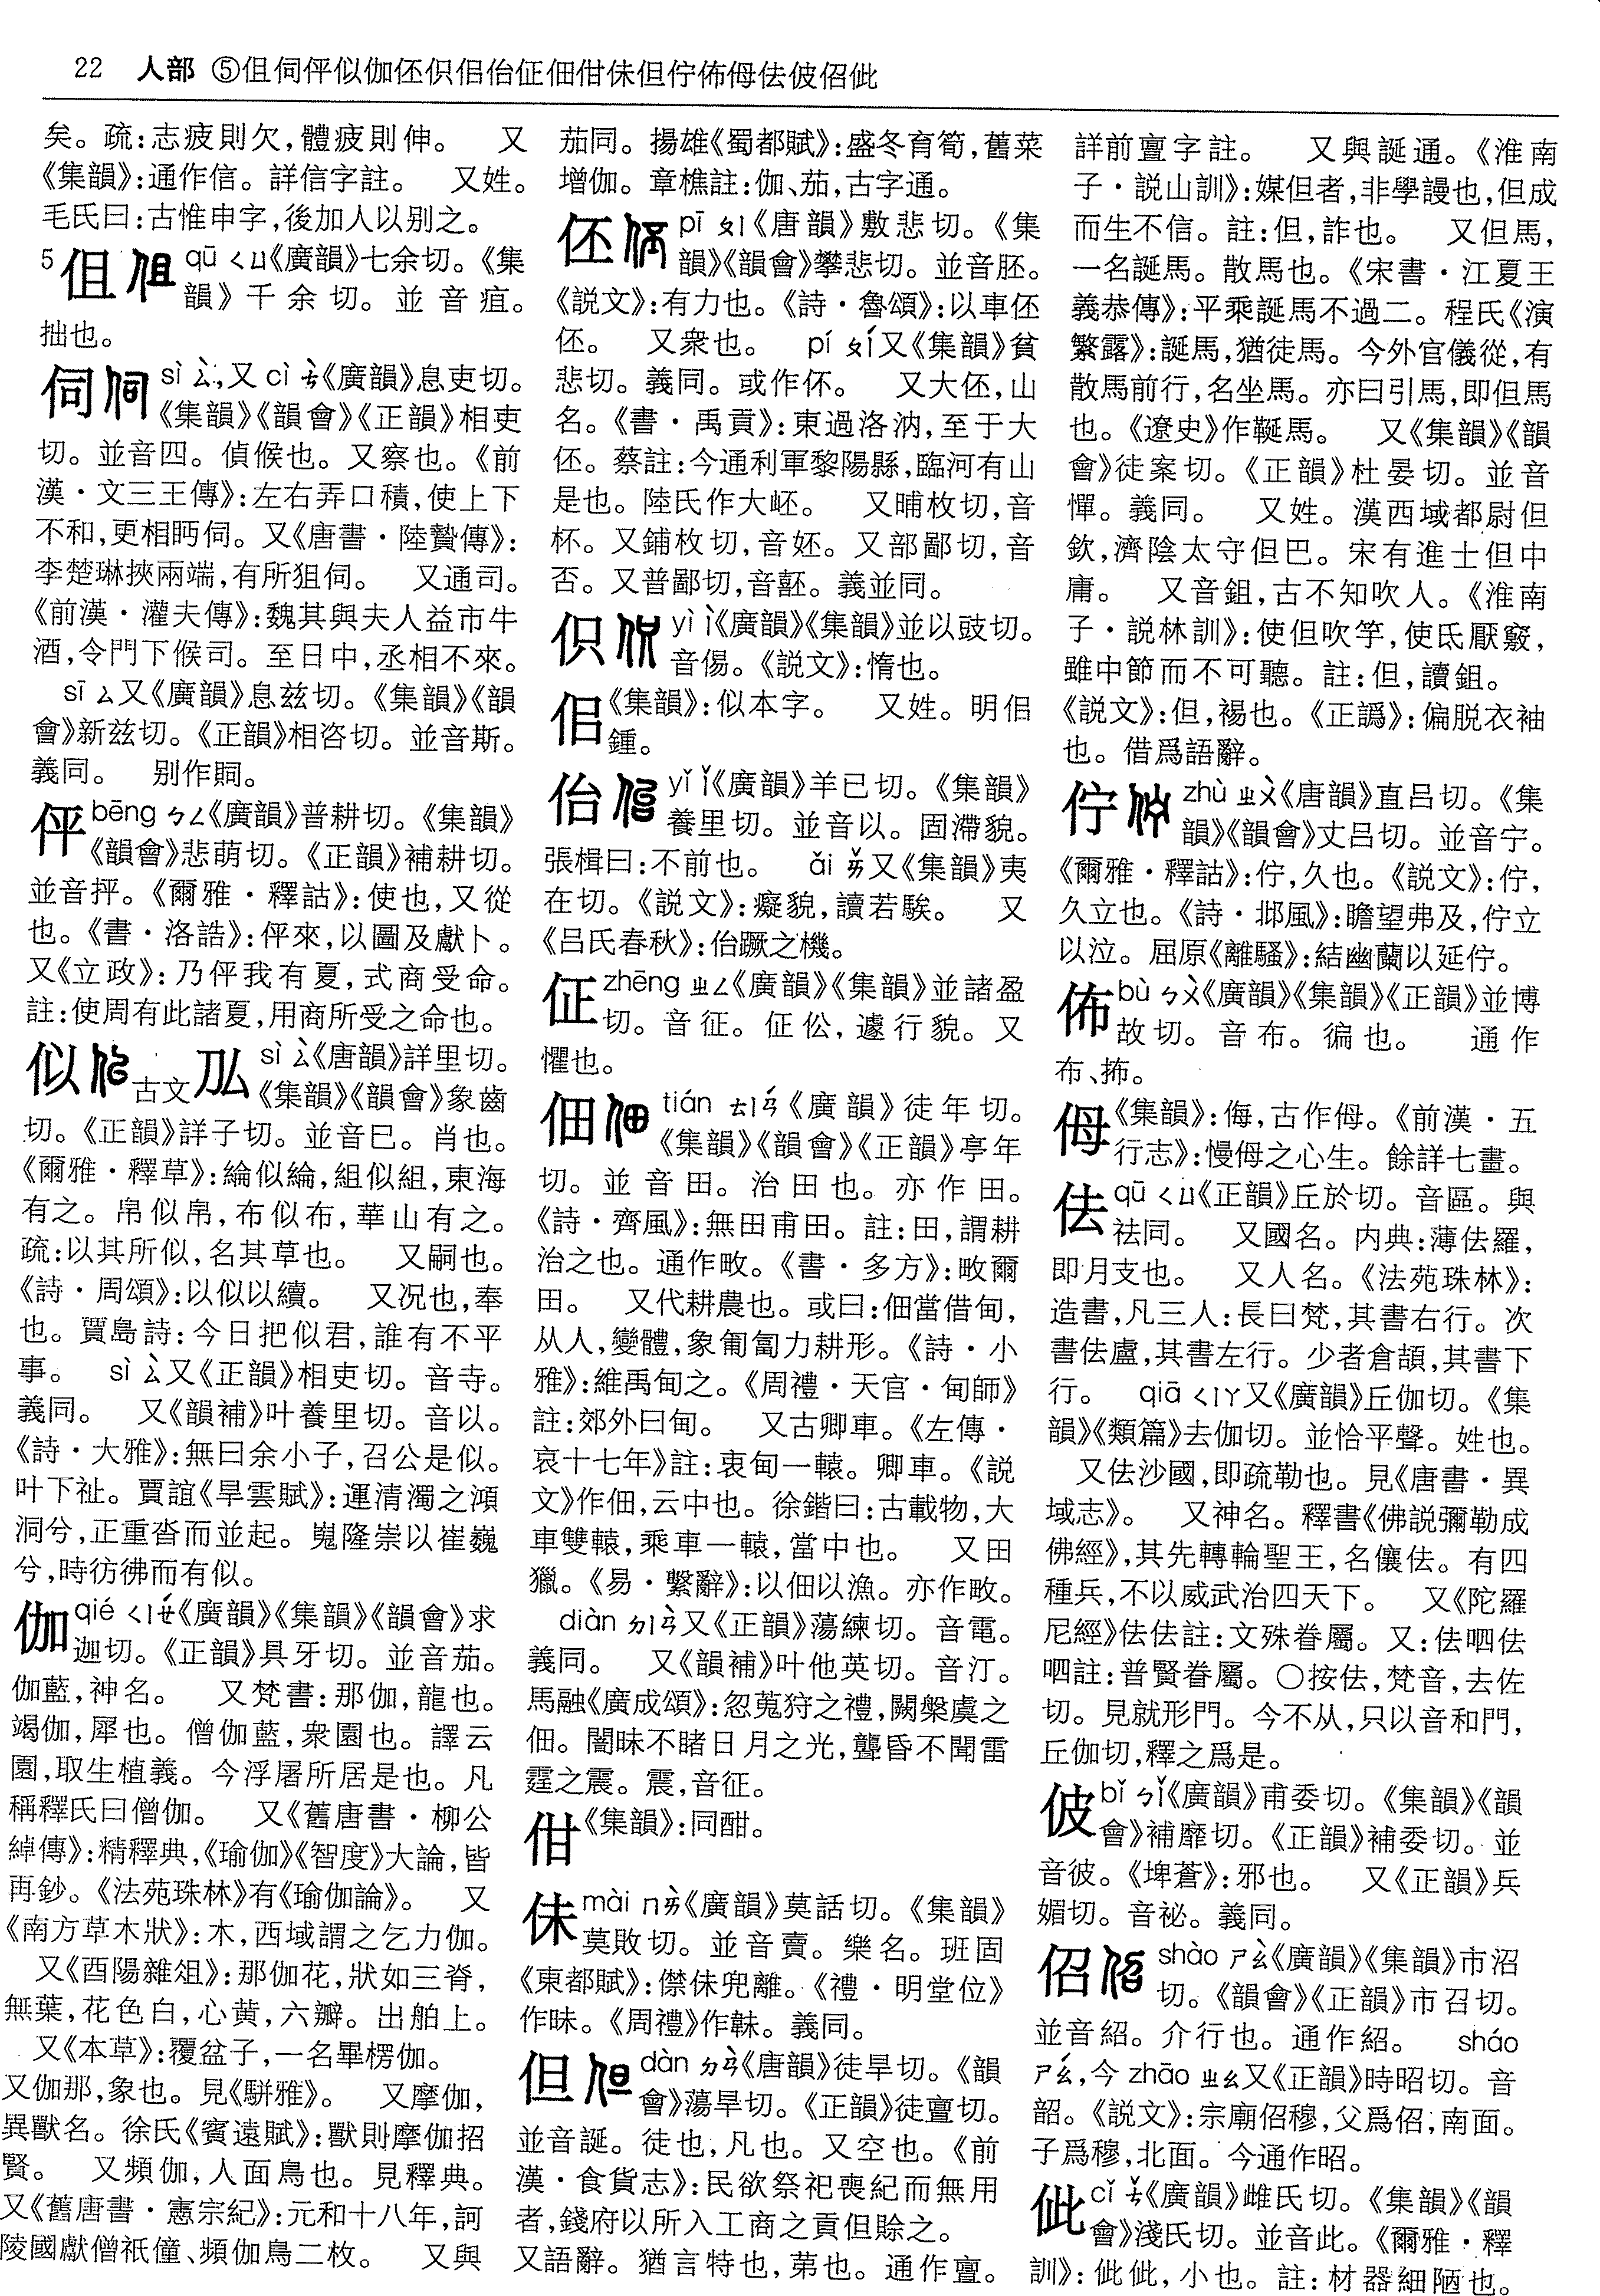 22 人部 ⑤伹伺伻似伽伾伿佀佁佂佃佄佅但佇佈㑄佉佊佋佌
矣。疏：志疲則欠，體疲則伸。　又
《集韻》：通作信。詳信字註。　又姓。
毛氏曰：古惟申字，後加人以别之。
5 伹 qū ㄑㄩ《廣韻》七余切。《集
韻》千余切。並音疽。
拙也。
伺 sì ㄙˋ，又 cì ㄘˋ《廣韻》息吏切。
《集韻》《韻會》《正韻》相吏
切。並音四。偵候也。又察也。《前
漢·文三王傳》：左右弄口積，使上下
不和，更相眄伺。又《唐書·陸贄傳》：
李楚琳挾兩端，有所狙伺。　又通司。
《前漢·灌夫傳》：魏其與夫人益市牛
酒，令門下候司。至日中，丞相不來。
sī ㄙ又《廣韻》息兹切。《集韻》《韻
會》新兹切。《正韻》相咨切。並音斯。
義同。　别作覗。
伻 bēng ㄅㄥ《廣韻》普耕切。《集韻》
《韻會》悲萌切。《正韻》補耕切。
並音抨。《爾雅·釋詁》：使也，又從
也。《書·洛誥》：伻來，以圖及獻卜。
又《立政》：乃伻我有夏，式商受命。
註：使周有此諸夏，用商所受之命也。
似 古文 sì ㄙˋ《唐韻》詳里切。
《集韻》《韻會》象齒
切。《正韻》詳子切。並音巳。肖也。
《爾雅·釋草》：綸似綸，組似組，東海
有之。帛似帛，布似布，華山有之。
疏：以其所似，名其草也。　又嗣也。
《詩·周頌》：以似以續。　又况也，奉
也。賈島詩：今日把似君，誰有不平
事。　sì ㄙˋ又《正韻》相吏切。音寺。
義同。　又《韻補》叶養里切。音以。
《詩·大雅》：無曰余小子，召公是似。
叶下祉。賈誼《旱雲賦》：運清濁之澒
洞兮，正重沓而並起。嵬隆崇以崔巍
兮，時彷彿而有似。
伽 qié ㄑㄧㄝˊ《廣韻》《集韻》《韻會》求
迦切。《正韻》具牙切。並音茄。
伽藍，神名。　又梵書：那伽，龍也。
竭伽，犀也。僧伽藍，衆園也。譯云
園，取生植義。今浮屠所居是也。凡
稱釋氏曰僧伽。　又《舊唐書·柳公
綽傳》：精釋典，《瑜伽》《智度》大論，皆
再鈔。《法苑珠林》有《瑜伽論》。　又
《南方草木狀》：木，西域謂之乞力伽。
又《酉陽雜俎》：那伽花，狀如三脊，
無葉，花色白，心黄，六瓣。出舶上。
又《本草》：覆盆子，一名畢楞伽。
又伽那，象也。見《駢雅》。　又摩伽，
異獸名。徐氏《賓遠賦》：獸則摩伽招
賢。　又頻伽，人面鳥也。見釋典。
又《舊唐書·憲宗紀》：元和十八年，訶
陵國獻僧祇僮、頻伽鳥二枚。　又與
茄同。揚雄《蜀都賦》：盛冬育筍，舊菜
增伽。章樵註：伽、茄，古字通。
伾 pī ㄆㄧ《唐韻》敷悲切。《集
韻》《韻會》攀悲切。並音胚。
《説文》：有力也。《詩·魯頌》：以車伾
伾。　又衆也。　pí ㄆㄧˊ又《集韻》貧
悲切。義同。或作伓。　又大伾，山
名。《書·禹貢》：東過洛汭，至于大
伾。蔡註：今通利軍黎陽縣，臨河有山
是也。陸氏作大岯。　又晡枚切，音
杯。又鋪枚切，音妚。又部鄙切，音
否。又普鄙切，音嚭。義並同。
伿 yì ㄧˋ《廣韻》《集韻》並以豉切。
音傷。《説文》：惰也。
佀《集韻》：似本字。　又姓。明佀
鍾。
佁 yǐ ㄧˇ《廣韻》羊已切。《集韻》
養里切。並音以。固滯貌。
張楫曰：不前也。　ǎi ㄞˇ又《集韻》夷
在切。《説文》：癡貌，讀若騃。　又
《吕氏春秋》：佁蹶之機。
佂 zhēng ㄓㄥ《廣韻》《集韻》並諸盈
切。音征。佂伀，遽行貌。又
懼也。
佃 tián ㄊㄧㄢˊ《廣韻》徒年切。
《集韻》《韻會》《正韻》亭年
切。並音田。治田也。亦作田。
《詩·齊風》：無田甫田。註：田，謂耕
治之也。通作畋。《書·多方》：畋爾
田。　又代耕農也。或曰：佃當借甸，
从人，變體，象匍匐力耕形。《詩·小
雅》：維禹甸之。《周禮·天官·甸師》
註：郊外曰甸。　又古卿車。《左傳·
哀十七年》註：衷甸一轅。卿車。《説
文》作佃，云中也。徐鍇曰：古載物，大
車雙轅，乘車一轅，當中也。　又田
獵。《易·繫辭》：以佃以漁。亦作畋。
diàn ㄉㄧㄢˋ又《正韻》蕩練切。音電。
義同。　又《韻補》叶他英切。音汀。
馬融《廣成頌》：忽蒐狩之禮，闕槃虞之
佃。闇昧不睹日月之光，聾昏不聞雷
霆之震。震，音征。
佄《集韻》：同酣。
佅 mài ㄇㄞˋ《廣韻》莫話切。《集韻》
莫敗切。並音賣。樂名。班固
《東都賦》：僸佅兜離。《禮·明堂位》
作昧。《周禮》作韎。義同。
但 dàn ㄉㄢˋ《唐韻》徒旱切。《韻
會》蕩旱切。《正韻》徒亶切。
並音誕。徒也，凡也。又空也。《前
漢·食貨志》：民欲祭祀喪紀而無用
者，錢府以所入工商之貢但賒之。
又語辭。猶言特也，第也。通作亶。
詳前亶字註。　又與誕通。《淮南
子·説山訓》：媒但者，非學謾也，但成
而生不信。註：但，詐也。　又但馬，
一名誕馬。散馬也。《宋書·江夏王
義恭傳》：平乘誕馬不過二。程氏《演
繁露》：誕馬，猶徒馬。今外官儀從，有
散馬前行，名坐馬。亦曰引馬，即但馬
也。《遼史》作䩥馬。　又《集韻》《韻
會》徒案切。《正韻》杜晏切。並音
憚。義同。　又姓。漢西域都尉但
欽，濟陰太守但巴。宋有進士但中
庸。　又音鉏，古不知吹人。《淮南
子·説林訓》：使但吹竽，使氐厭竅，
雖中節而不可聽。註：但，讀鉏。
《説文》：但，裼也。《正譌》：偏脱衣袖
也。借爲語辭。
佇 zhù ㄓㄨˋ《唐韻》直吕切。《集
韻》《韻會》丈吕切。並音宁。
《爾雅·釋詁》：佇，久也。《説文》：佇，
久立也。《詩·邶風》：瞻望弗及，佇立
以泣。屈原《離騷》：結幽蘭以延佇。
佈 bù ㄅㄨˋ《廣韻》《集韻》《正韻》並博
故切。音布。徧也。　通作
布、抪。
㑄《集韻》：侮，古作㑄。《前漢·五
行志》：慢㑄之心生。餘詳七畫。
佉 qū ㄑㄩ《正韻》丘於切。音區。與
祛同。　又國名。内典：薄佉羅，
即月支也。　又人名。《法苑珠林》：
造書，凡三人：長曰梵，其書右行。次
書佉盧，其書左行。少者倉頡，其書下
行。　qiā ㄑㄧㄚ又《廣韻》丘伽切。《集
韻》《類篇》去伽切。並恰平聲。姓也。
又佉沙國，即疏勒也。見《唐書·異
域志》。　又神名。釋書《佛説彌勒成
佛經》，其先轉輪聖王，名儴佉。有四
種兵，不以威武治四天下。　又《陀羅
尼經》佉佉註：文殊眷屬。又：佉呬佉
呬註：普賢眷屬。○按佉，梵音，去佐
切。見就形門。今不从，只以音和門，
丘伽切，釋之爲是。
佊 bǐ ㄅㄧˇ《廣韻》甫委切。《集韻》《韻
會》補靡切。《正韻》補委切。並
音彼。《埤蒼》：邪也。　又《正韻》兵
媚切。音祕。義同。
佋 shào ㄕㄠˋ《廣韻》《集韻》市沼
切。《韻會》《正韻》市召切。
並音紹。介行也。通作紹。　sháo
ㄕㄠˊ，今 zhāo ㄓㄠ又《正韻》時昭切。音
韶。《説文》：宗廟佋穆，父爲佋，南面。
子爲穆，北面。今通作昭。
佌 cǐ ㄘˇ《廣韻》雌氏切。《集韻》《韻
會》淺氏切。並音此。《爾雅·釋
訓》：佌佌，小也。註：材器細陋也。